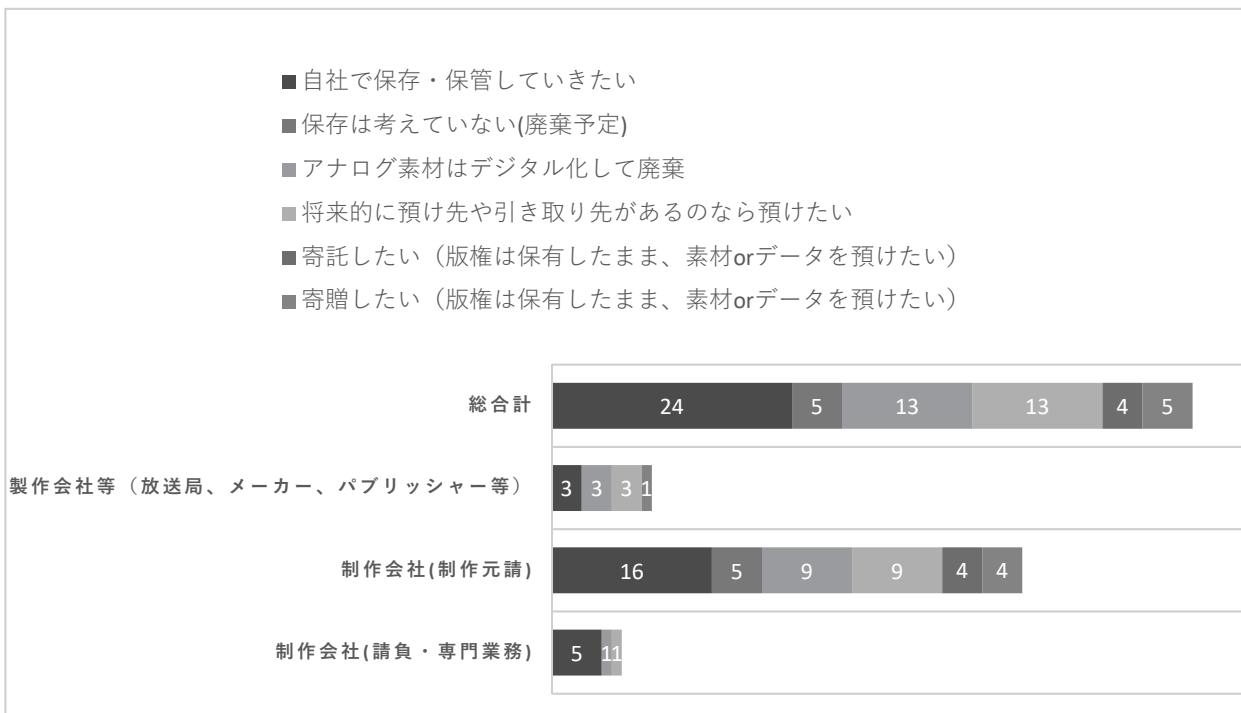 自社で保存・保管していきたい
保存は考えていない(廃棄予定)
アナログ素材はデジタル化して廃棄
将来的に預け先や引き取り先があるのなら預けたい
寄託したい（版権は保有したまま、素材orデータを預けたい）
寄贈したい（版権は保有したまま、素材orデータを預けたい）
総合計 24 5 13 13 4 5
製作会社等（放送局、メーカー、パブリッシャー等） 3 3 3 1
制作会社(制作元請) 16 5 9 9 4 4
制作会社(請負・専門業務) 5 1 1